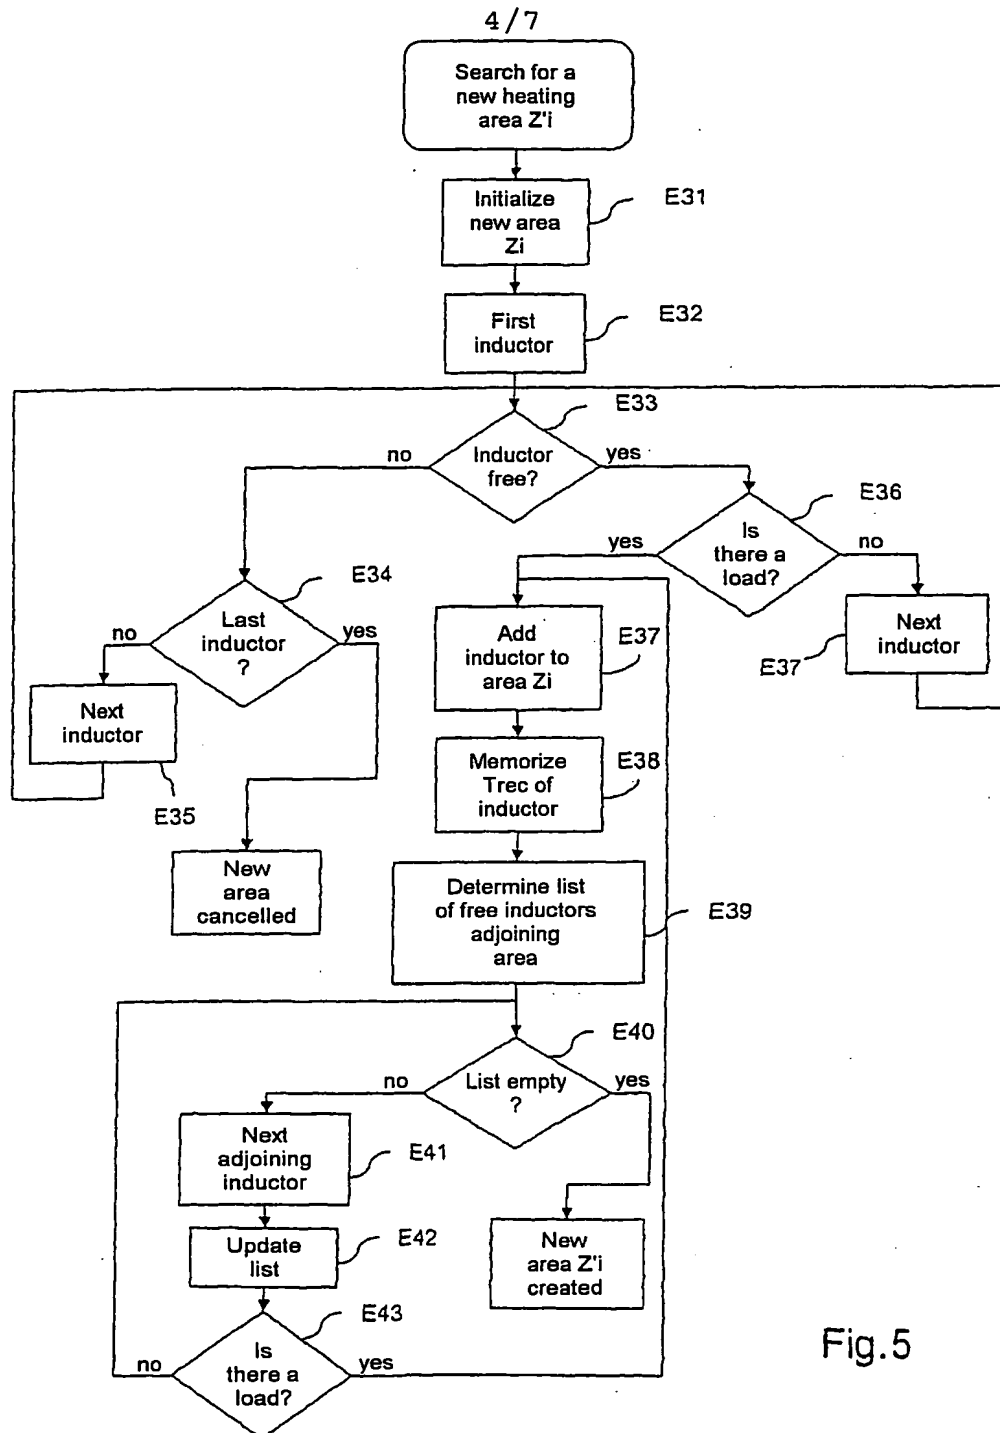 4/7
Search for a
new heating
area Z'i
Initialize
new area
Zi
E31
First
inductor
E32
E33
Inductor
free?
no
yes
E36
Is
there a
load?
yes
no
E34
Last
inductor
?
no
yes
Add
inductor to
area Zi
E37
Next
inductor
E37
Next
inductor
E35
Memorize
Trec of
inductor
E38
New
area
cancelled
Determine list
of free inductors
adjoining
area
E39
E40
List empty
?
no
yes
Next
adjoining
inductor
E41
Update
list
E42
New
area Z'i
created
E43
Is
there a
load?
no
yes
Fig.5